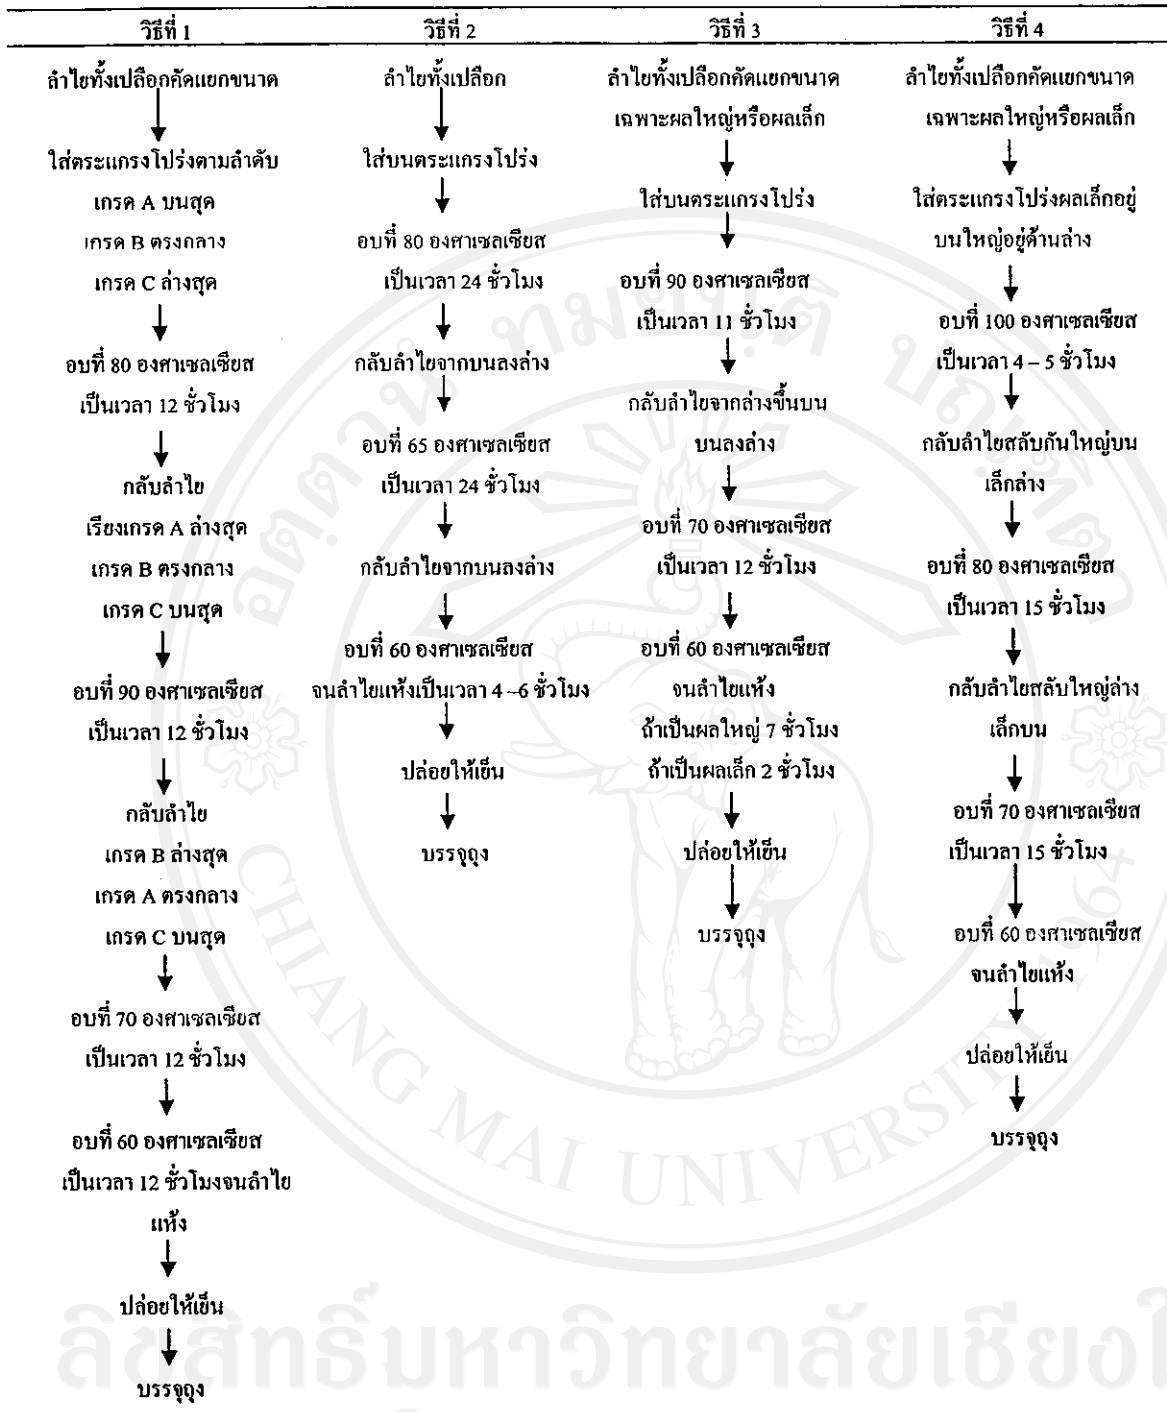 วิธีที่ 1
ลำไยทั้งเปลือกคัดแยกขนาด
ใส่ตระแกรงโปร่งตามลำดับ
เกรด A บนสุด
เกรด B ตรงกลาง
เกรด C ล่างสุด
อบที่ 80 องศาเซลเซียส
เป็นเวลา 12 ชั่วโมง
กลับลำไย
เรียงเกรด A ล่างสุด
เกรด B ตรงกลาง
เกรด C บนสุด
อบที่ 90 องศาเซลเซียส
เป็นเวลา 12 ชั่วโมง
กลับลำไย
เกรด B ล่างสุด
เกรด A ตรงกลาง
เกรด C บนสุด
อบที่ 70 องศาเซลเซียส
เป็นเวลา 12 ชั่วโมง
อบที่ 60 องศาเซลเซียส
เป็นเวลา 12 ชั่วโมงจนลำไย
แห้ง
ปล่อยให้เย็น
บรรจุถุง
วิธีที่ 2
ลำไยทั้งเปลือก
ใส่บนตระแกรงโปร่ง
อบที่ 80 องศาเซลเซียส
เป็นเวลา 24 ชั่วโมง
กลับลำไยจากบนลงล่าง
อบที่ 65 องศาเซลเซียส
เป็นเวลา 24 ชั่วโมง
กลับลำไยจากบนลงล่าง
อบที่ 60 องศาเซลเซียส
จนลำไยแห้งเป็นเวลา 4 –6 ชั่วโมง
ปล่อยให้เย็น
บรรจุถุง
วิธีที่ 3
ลำไยทั้งเปลือกคัดแยกขนาด
เฉพาะผลใหญ่หรือผลเล็ก
ใส่บนตระแกรงโปร่ง
อบที่ 90 องศาเซลเซียส
เป็นเวลา 11 ชั่วโมง
กลับลำไยจากล่างขึ้นบน
บนลงล่าง
อบที่ 70 องศาเซลเซียส
เป็นเวลา 12 ชั่วโมง
อบที่ 60 องศาเซลเซียส
จนลำไยแห้ง
ถ้าเป็นผลใหญ่ 7 ชั่วโมง
ถ้าเป็นผลเล็ก 2 ชั่วโมง
ปล่อยให้เย็น
บรรจุถุง
วิธีที่ 4
ลำไยทั้งเปลือกคัดแยกขนาด
เฉพาะผลใหญ่หรือผลเล็ก
ใส่ตระแกรงโปร่งผลเล็กอยู่
บนใหญ่อยู่ด้านล่าง
อบที่ 100 องศาเซลเซียส
เป็นเวลา 4 – 5 ชั่วโมง
กลับลำไยสลับกันใหญ่บน
เล็กล่าง
อบที่ 80 องศาเซลเซียส
เป็นเวลา 15 ชั่วโมง
กลับลำไยสลับใหญ่ล่าง
เล็กบน
อบที่ 70 องศาเซลเซียส
เป็นเวลา 15 ชั่วโมง
อบที่ 60 องศาเซลเซียส
จนลำไยแห้ง
ปล่อยให้เย็น
บรรจุถุง
อตฺตานํ ทมยนฺติ ปณฺฑิตา
CHIANG MAI UNIVERSITY 1964
ลิขสิทธิ์มหาวิทยาลัยเชียงใ